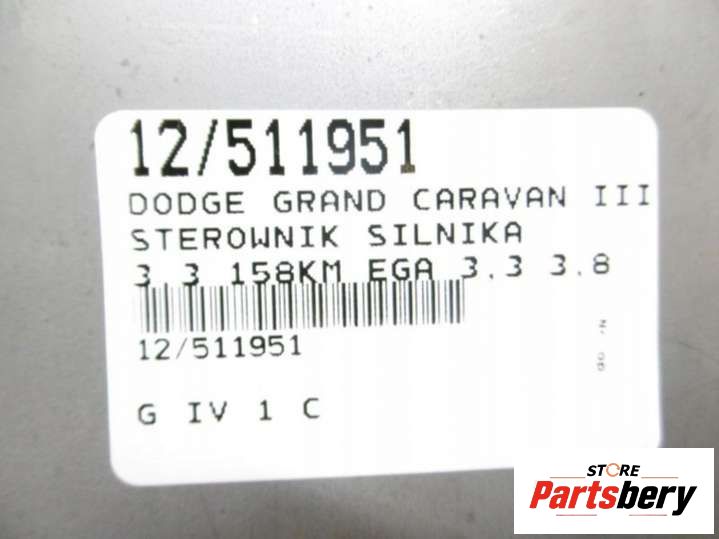 12/511951
DODGE GRAND CARAVAN III
STEROWNIK SILNIKA
3 3 158KM EGA 3.3 3.8
12/511951
G IV 1 C
STORE
Partsbery